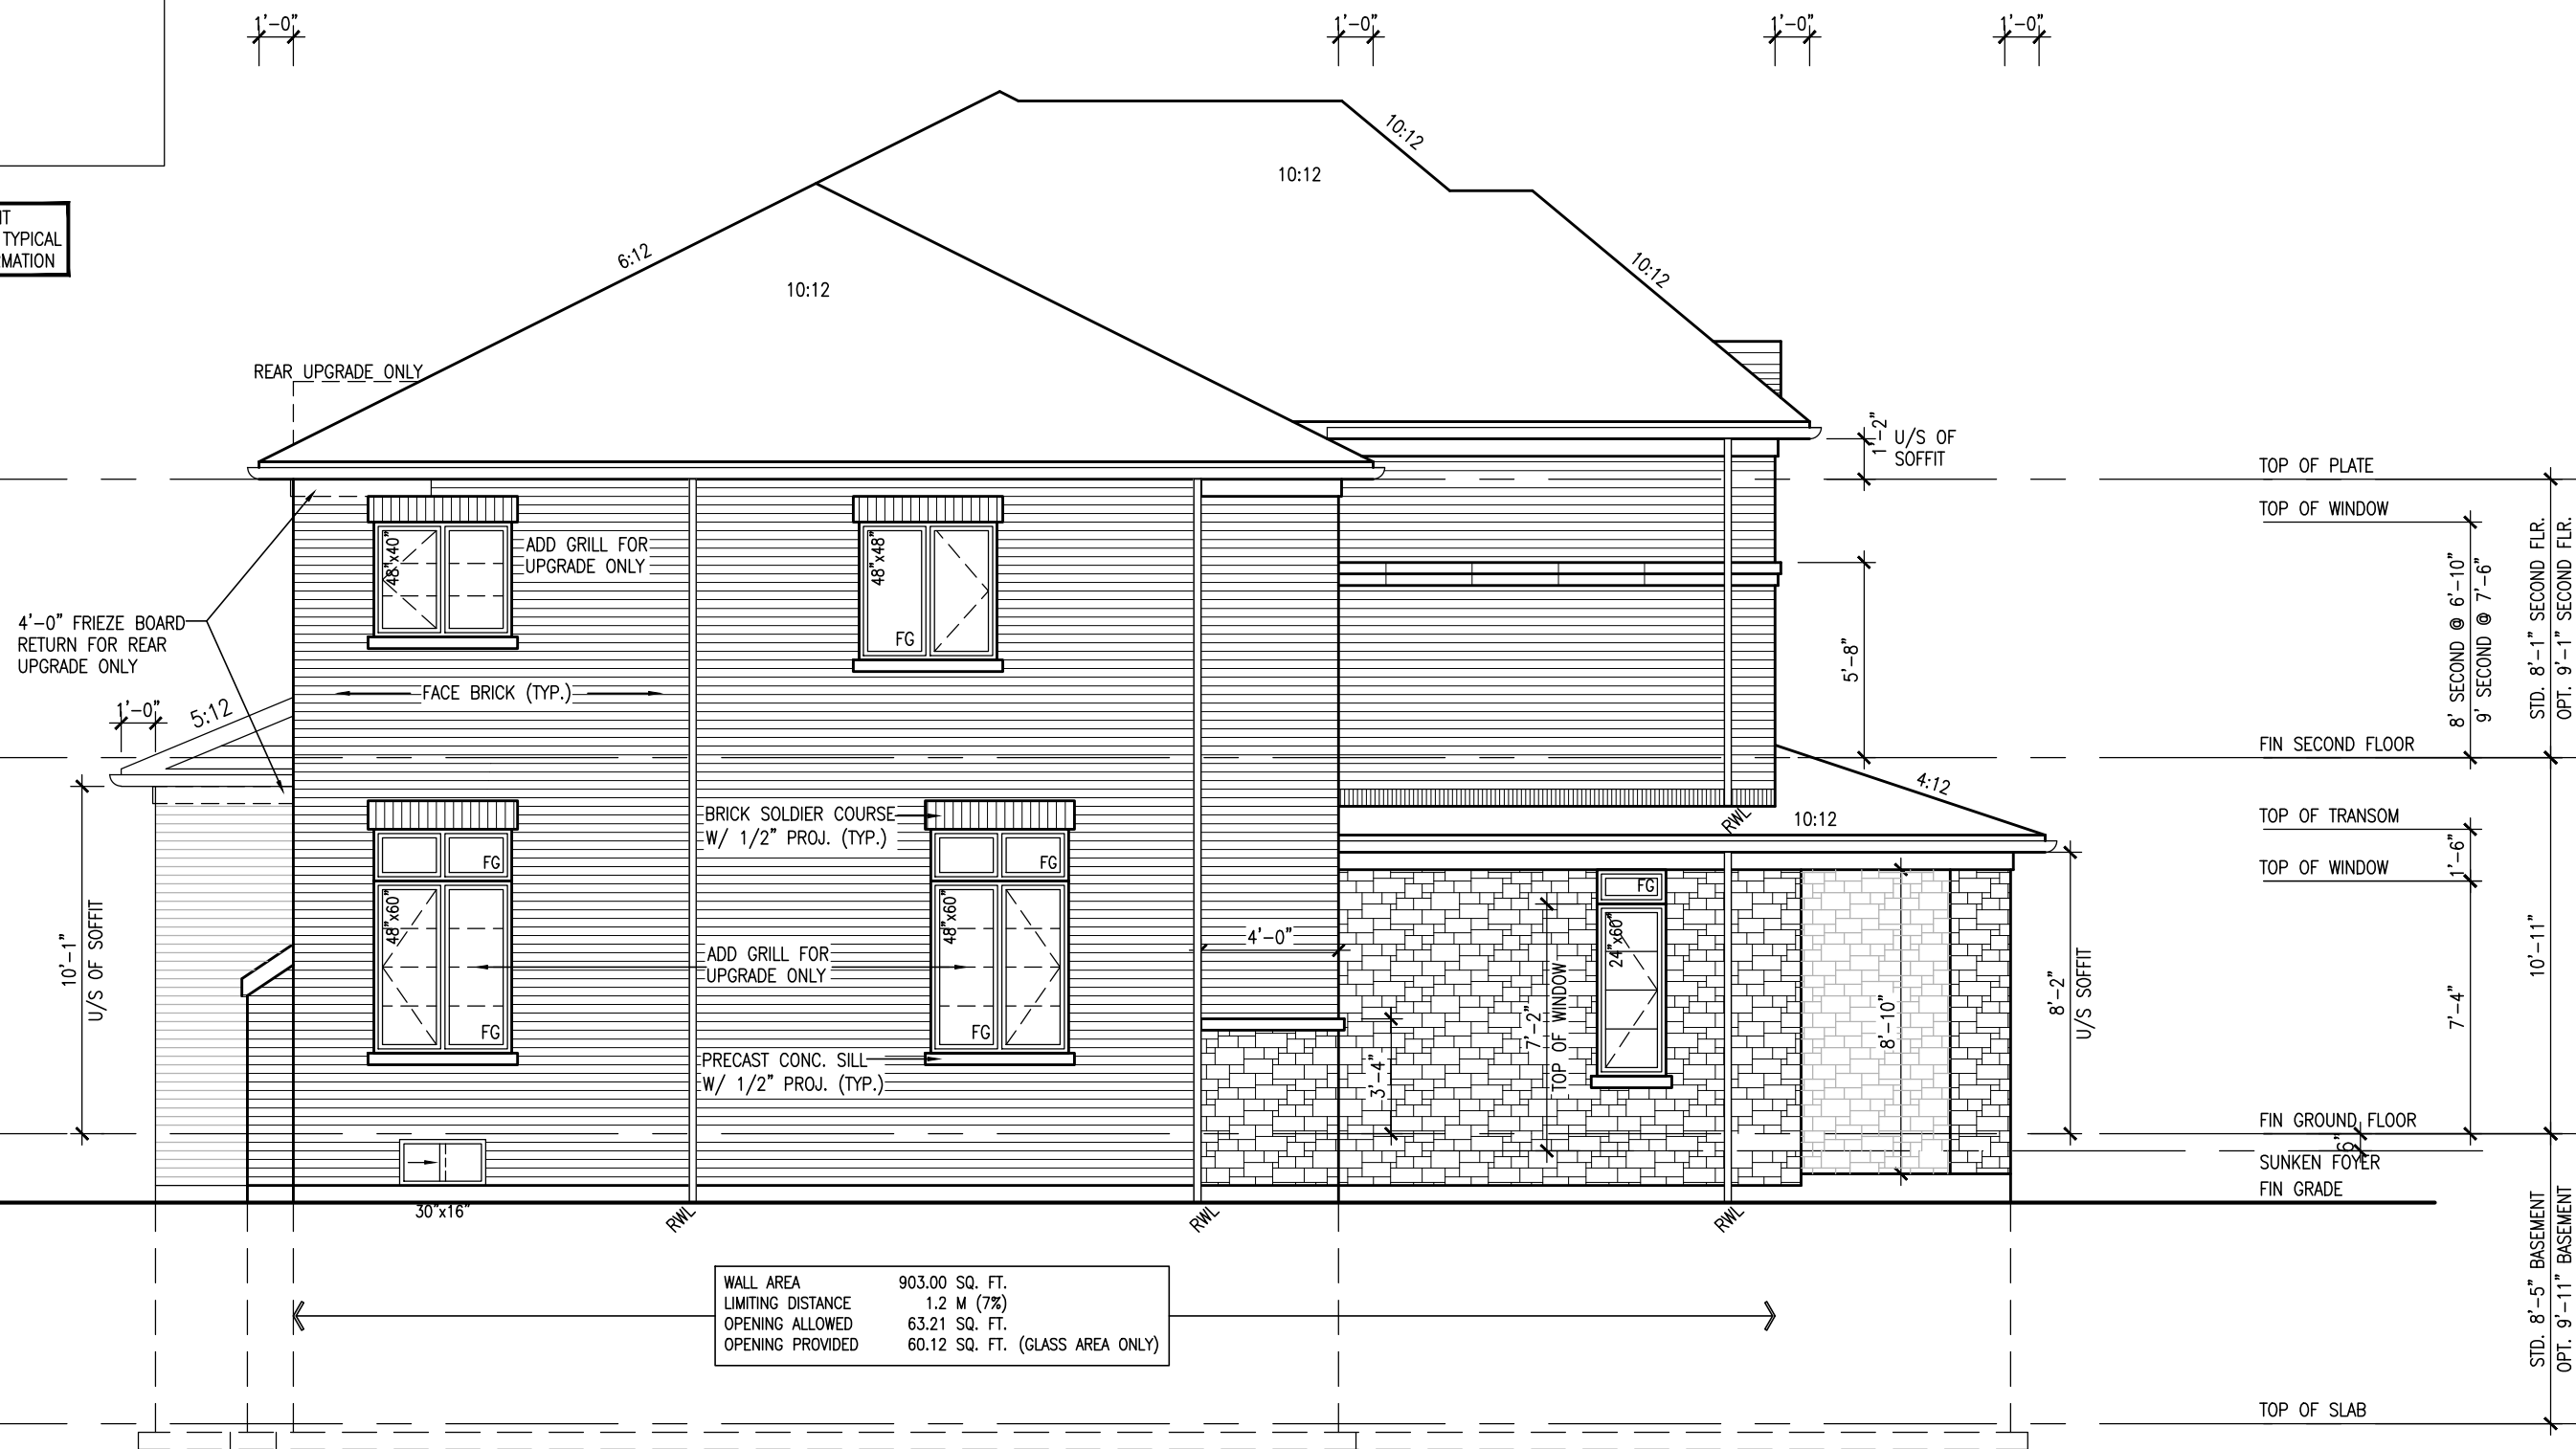 1'-0"
1'-0"
1'-0"
1'-0"
TYPICAL
10:12
10:12
6:12
10:12
10:12
REAR UPGRADE ONLY
1'-2"
U/S OF
SOFFIT
TOP OF PLATE
TOP OF WINDOW
48"x40"
ADD GRILL FOR
UPGRADE ONLY
48"x48"
FG
4'-0" FRIEZE BOARD
RETURN FOR REAR
UPGRADE ONLY
FACE BRICK (TYP.)
5'-8"
8' SECOND @ 6'-10"
9' SECOND @ 7'-6"
STD. 8'-1" SECOND FLR.
OPT. 9'-1" SECOND FLR.
1'-0"
5:12
FIN SECOND FLOOR
4:12
BRICK SOLDIER COURSE
W/ 1/2" PROJ. (TYP.)
RWL
10:12
TOP OF TRANSOM
1'-6"
TOP OF WINDOW
FG
FG
FG
48"x60"
48"x60"
24"x60"
10'-1"
U/S OF SOFFIT
ADD GRILL FOR
UPGRADE ONLY
4'-0"
7'-2"
TOP OF WINDOW
8'-10"
8'-2"
U/S SOFFIT
7'-4"
10'-11"
FG
FG
PRECAST CONC. SILL
W/ 1/2" PROJ. (TYP.)
3'-4"
FIN GROUND FLOOR
6"
SUNKEN FOYER
FIN GRADE
30"x16"
RWL
RWL
RWL
WALL AREA 903.00 SQ. FT.
LIMITING DISTANCE 1.2 M (7%)
OPENING ALLOWED 63.21 SQ. FT.
OPENING PROVIDED 60.12 SQ. FT. (GLASS AREA ONLY)
STD. 8'-5" BASEMENT
OPT. 9'-11" BASEMENT
TOP OF SLAB